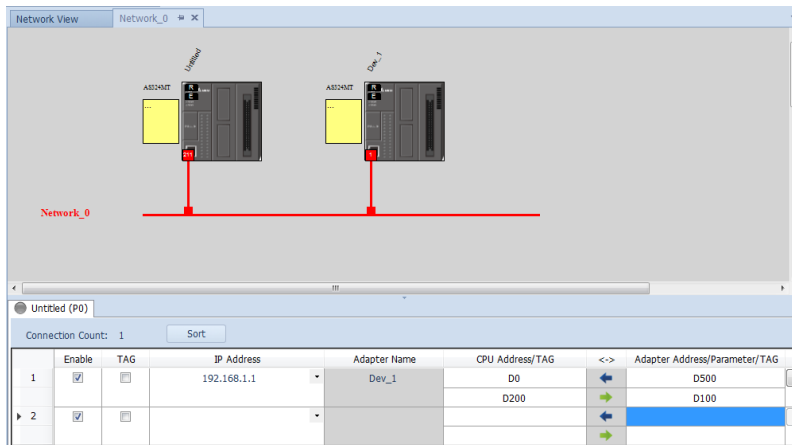 Network View Network_0
Untitled Dev_1
AS324MT R E AS324MT R E
... ...
211 1
Network_0
Untitled (P0)
Connection Count: 1 Sort
Enable TAG IP Address Adapter Name CPU Address/TAG <-> Adapter Address/Parameter/TAG
1 192.168.1.1 Dev_1 D0 D500
D200 D100
2